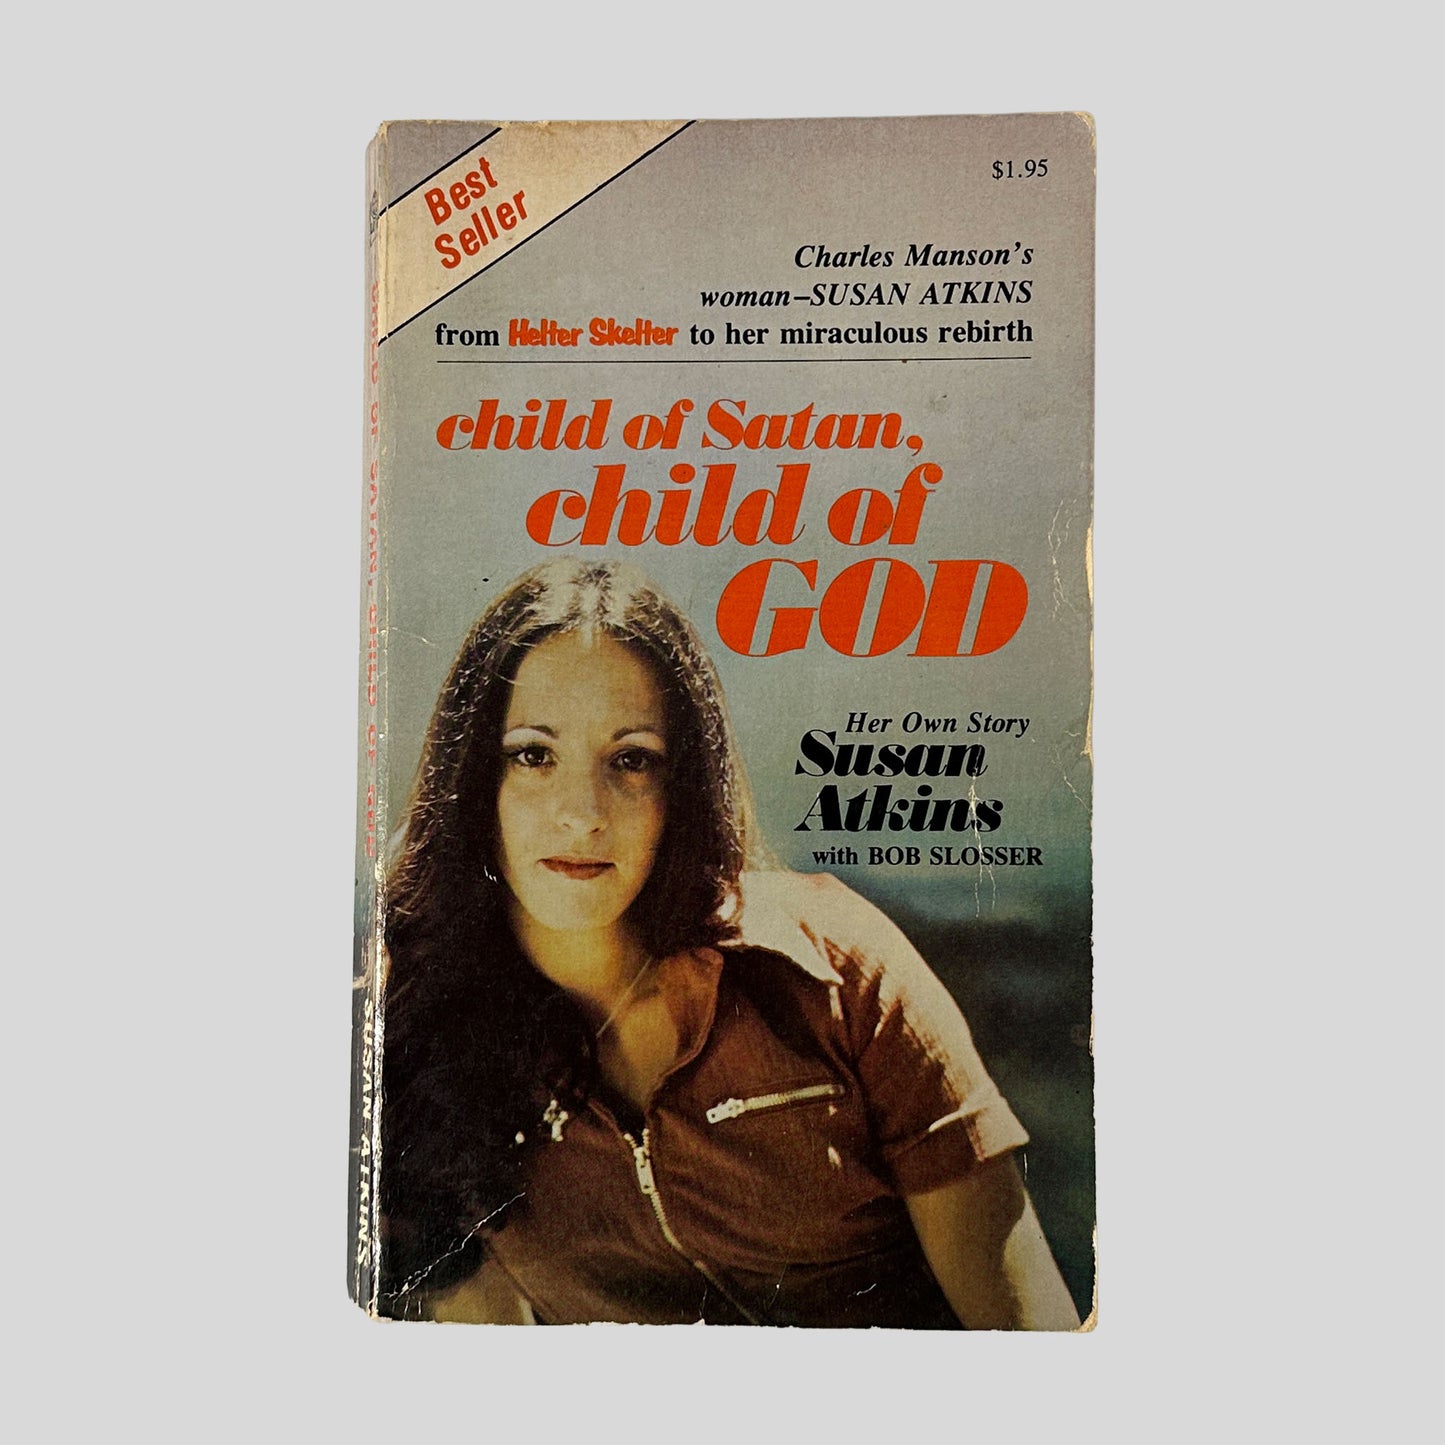 Best
Seller
$1.95
Charles Manson's
woman–SUSAN ATKINS
from Helter Skelter to her miraculous rebirth
child of Satan,
child of
GOD
Her Own Story
Susan
Atkins
with BOB SLOSSER
CHILD OF SATAN, CHILD OF GOD
SUSAN ATKINS